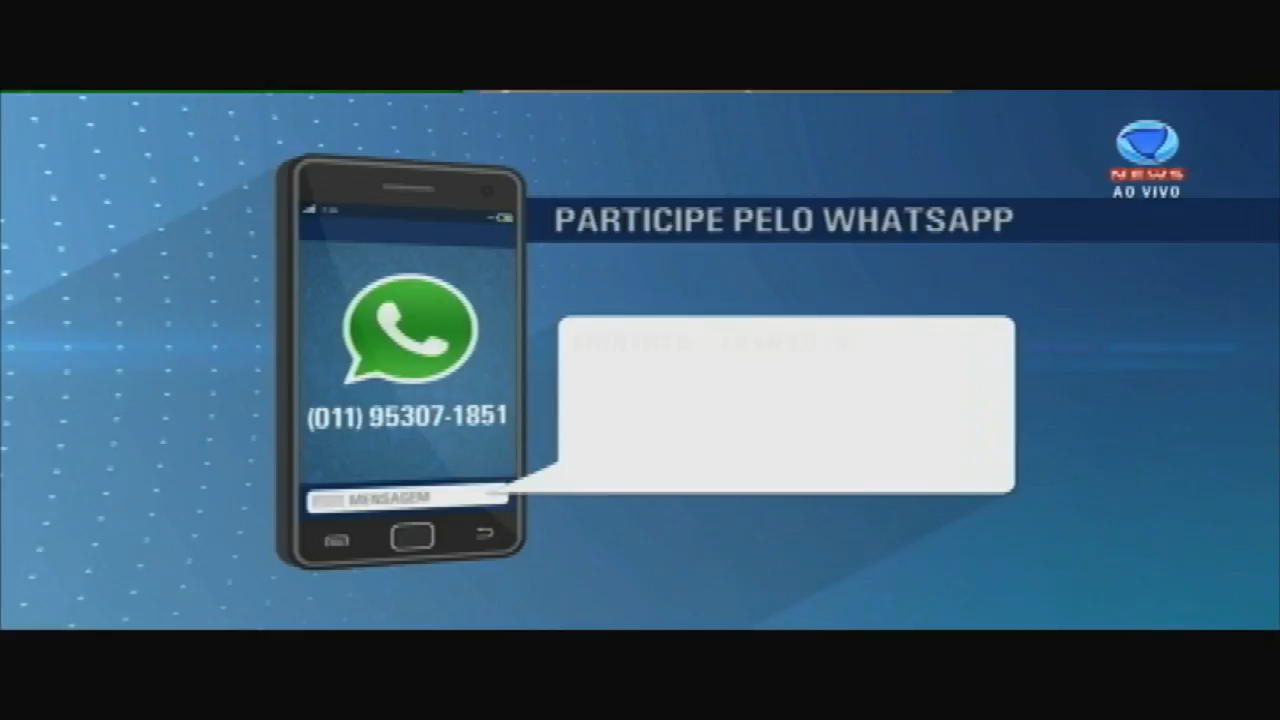 NEWS
AO VIVO
PARTICIPE PELO WHATSAPP
(011) 95307-1851
MENSAGEM